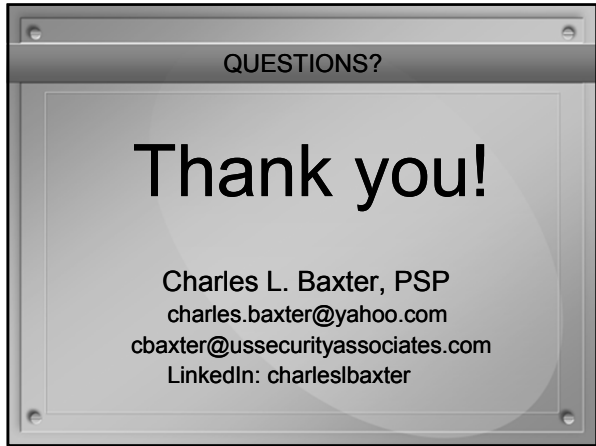 QUESTIONS?
Thank you!
Charles L. Baxter, PSP
charles.baxter@yahoo.com
cbaxter@ussecurityassociates.com
LinkedIn: charleslbaxter